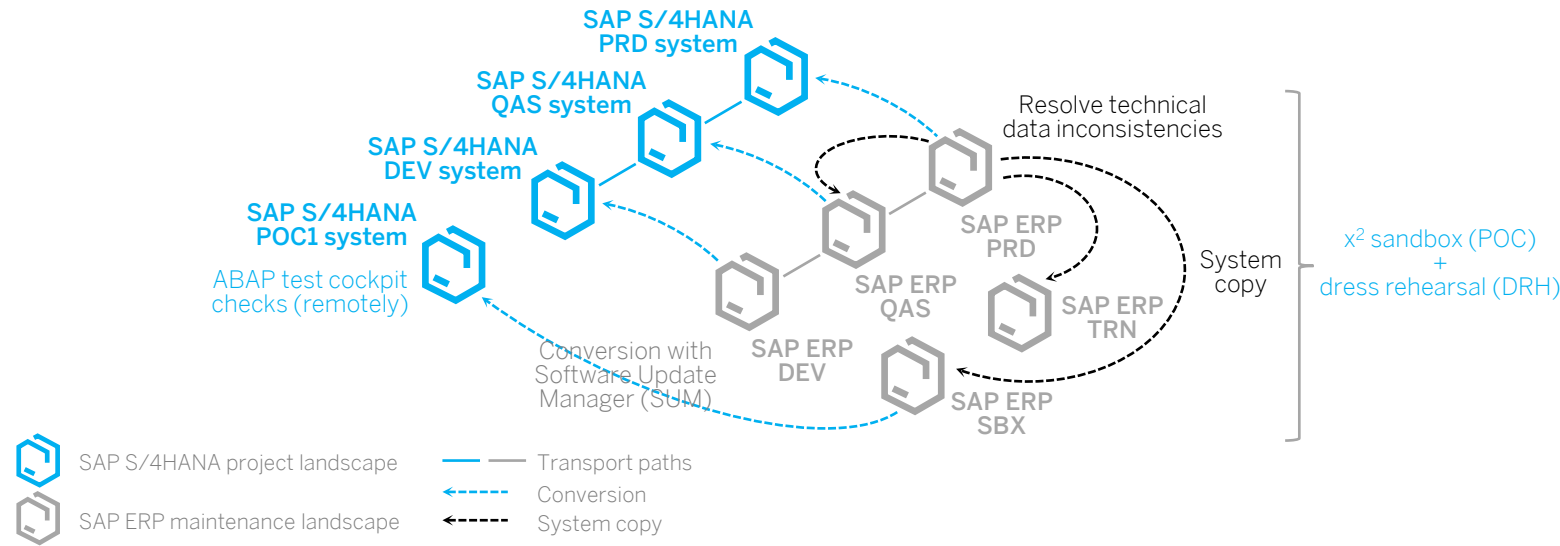 SAP S/4HANA
PRD system
SAP S/4HANA
QAS system
SAP S/4HANA
DEV system
SAP S/4HANA
POC1 system
ABAP test cockpit
checks (remotely)
Resolve technical
data inconsistencies
SAP ERP
PRD
SAP ERP
QAS
SAP ERP
TRN
SAP ERP
DEV
SAP ERP
SBX
System
copy
x² sandbox (POC)
+
dress rehearsal (DRH)
Conversion with
Software Update
Manager (SUM)
SAP S/4HANA project landscape
SAP ERP maintenance landscape
Transport paths
Conversion
System copy